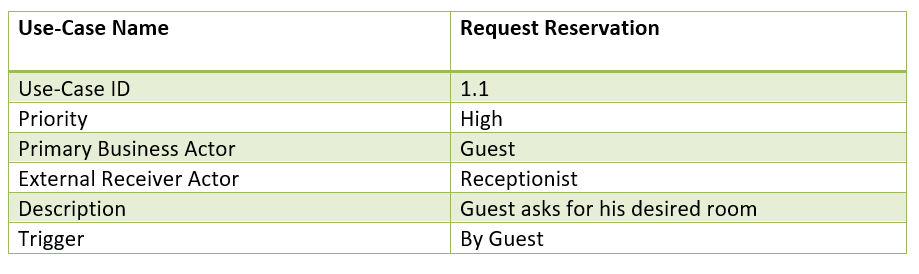 Use-Case Name Request Reservation
Use-Case ID 1.1
Priority High
Primary Business Actor Guest
External Receiver Actor Receptionist
Description Guest asks for his desired room
Trigger By Guest